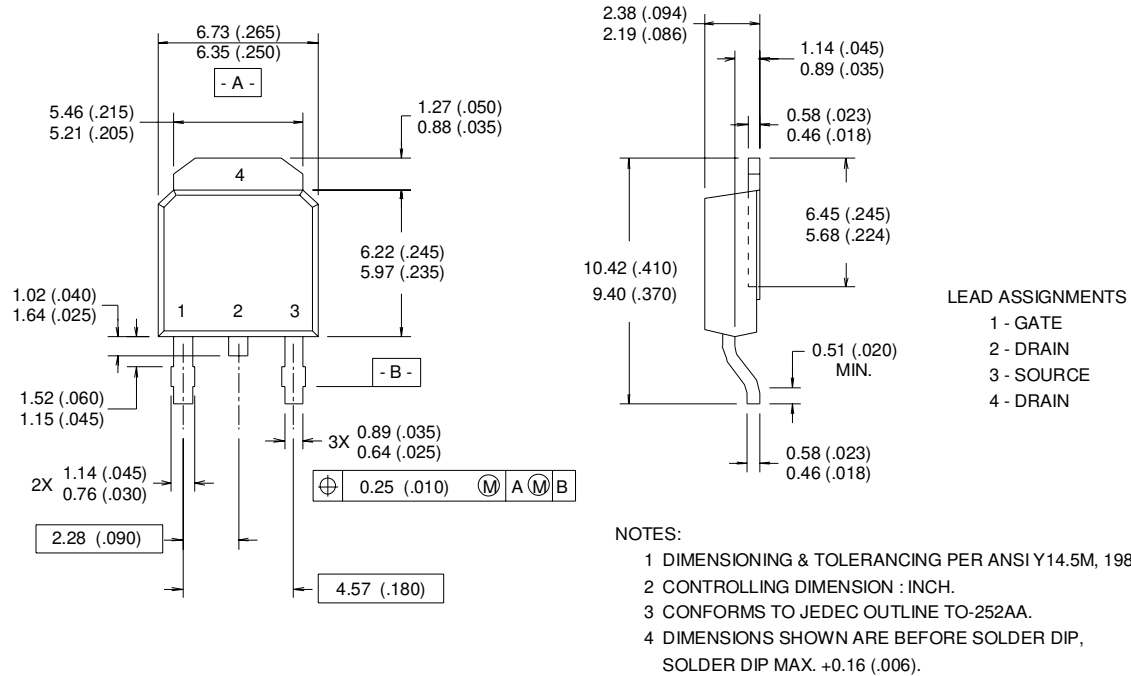 6.73 (.265)
6.35 (.250)
- A -
5.46 (.215)
5.21 (.205)
1.27 (.050)
0.88 (.035)
4
6.22 (.245)
5.97 (.235)
1.02 (.040)
1.64 (.025)
1 2 3
1.52 (.060)
1.15 (.045)
- B -
2X 1.14 (.045)
0.76 (.030)
3X 0.89 (.035)
0.64 (.025)
0.25 (.010) M A M B
2.28 (.090)
4.57 (.180)
2.38 (.094)
2.19 (.086)
1.14 (.045)
0.89 (.035)
0.58 (.023)
0.46 (.018)
6.45 (.245)
5.68 (.224)
10.42 (.410)
9.40 (.370)
0.51 (.020)
MIN.
0.58 (.023)
0.46 (.018)
LEAD ASSIGNMENTS
1 - GATE
2 - DRAIN
3 - SOURCE
4 - DRAIN
NOTES:
1 DIMENSIONING & TOLERANCING PER ANSI Y14.5M, 198
2 CONTROLLING DIMENSION : INCH.
3 CONFORMS TO JEDEC OUTLINE TO-252AA.
4 DIMENSIONS SHOWN ARE BEFORE SOLDER DIP,
SOLDER DIP MAX. +0.16 (.006).